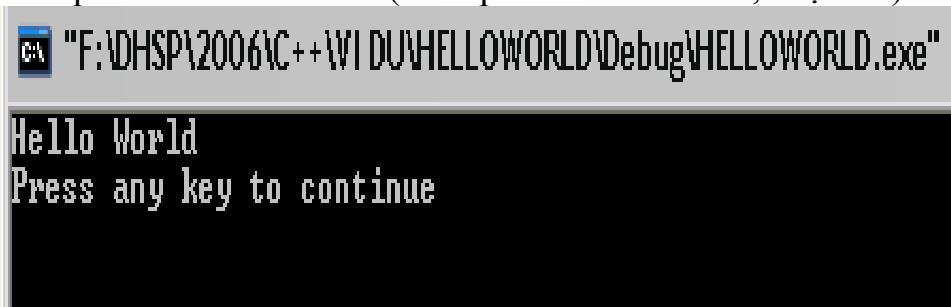 "F:\DHSP\2006\C++\VI DU\HELLOWORLD\Debug\HELLOWORLD.exe"
Hello World
Press any key to continue